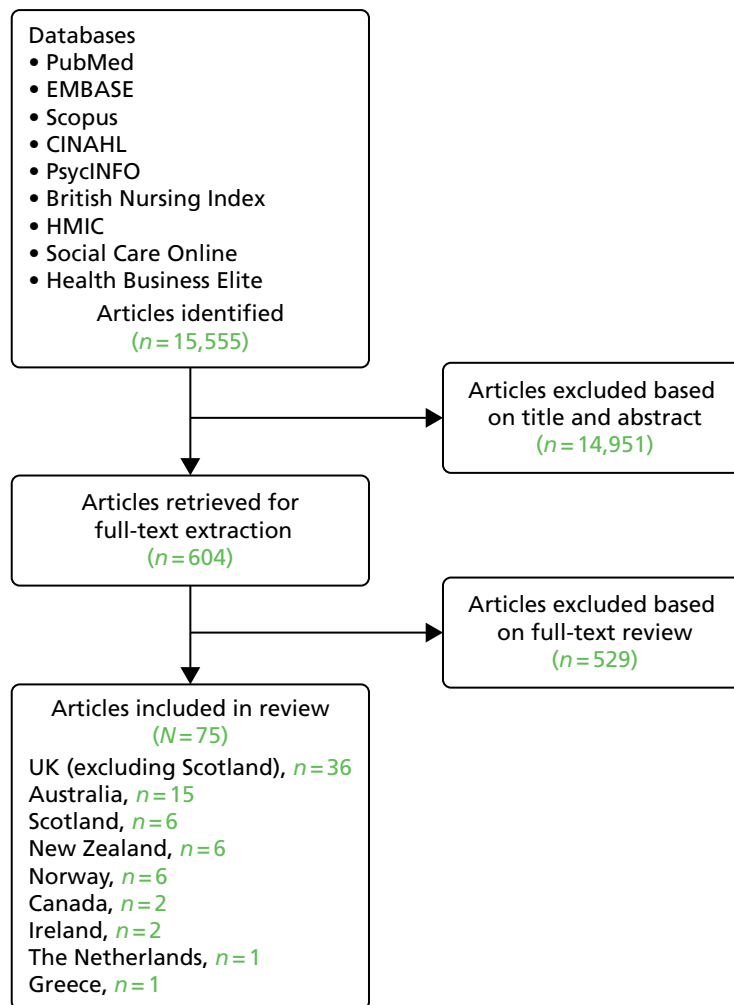 Databases
• PubMed
• EMBASE
• Scopus
• CINAHL
• PsycINFO
• British Nursing Index
• HMIC
• Social Care Online
• Health Business Elite
Articles identified
(n = 15,555)
Articles excluded based
on title and abstract
(n = 14,951)
Articles retrieved for
full-text extraction
(n = 604)
Articles excluded based
on full-text review
(n = 529)
Articles included in review
(N = 75)
UK (excluding Scotland), n = 36
Australia, n = 15
Scotland, n = 6
New Zealand, n = 6
Norway, n = 6
Canada, n = 2
Ireland, n = 2
The Netherlands, n = 1
Greece, n = 1